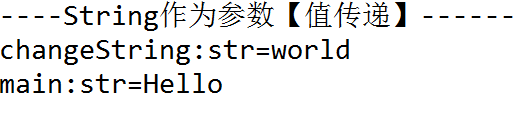 ----String作为参数【值传递】------
changeString:str=world
main:str=Hello